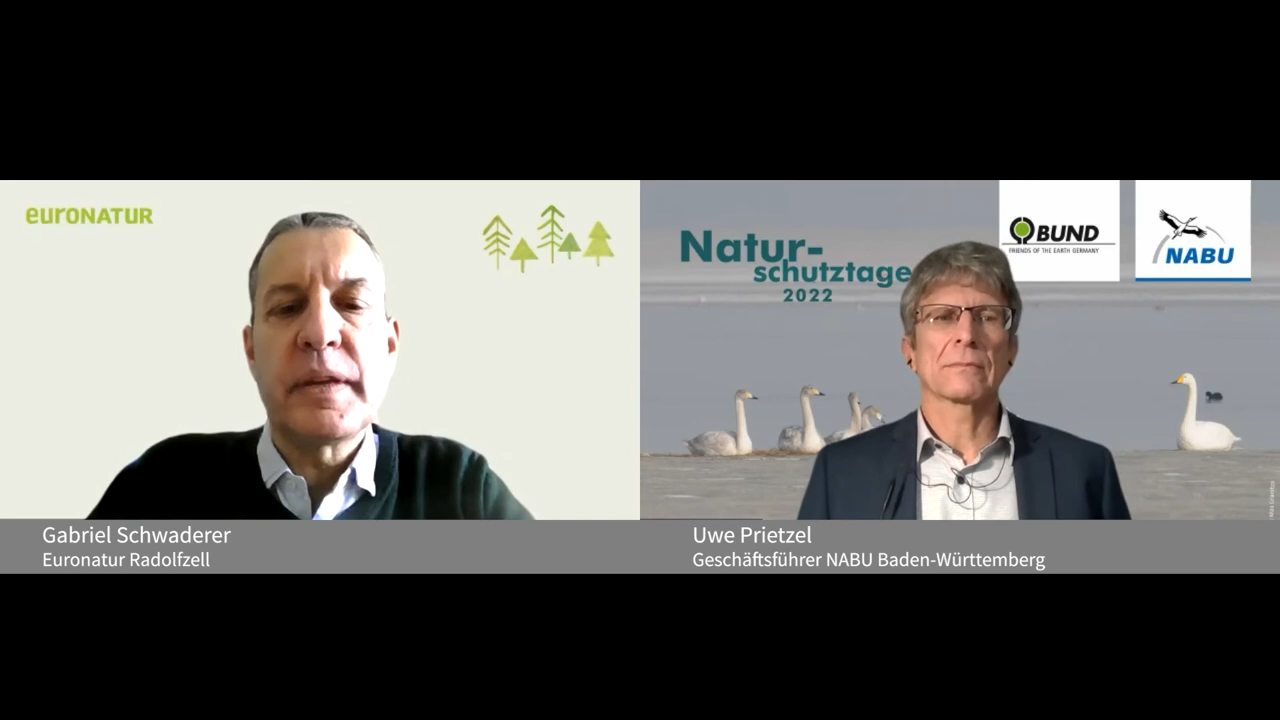 euroNATUR
Natur-
schutztage
2022
BUND
FRIENDS OF THE EARTH GERMANY
NABU
Gabriel Schwaderer
Euronatur Radolfzell
Uwe Prietzel
Geschäftsführer NABU Baden-Württemberg